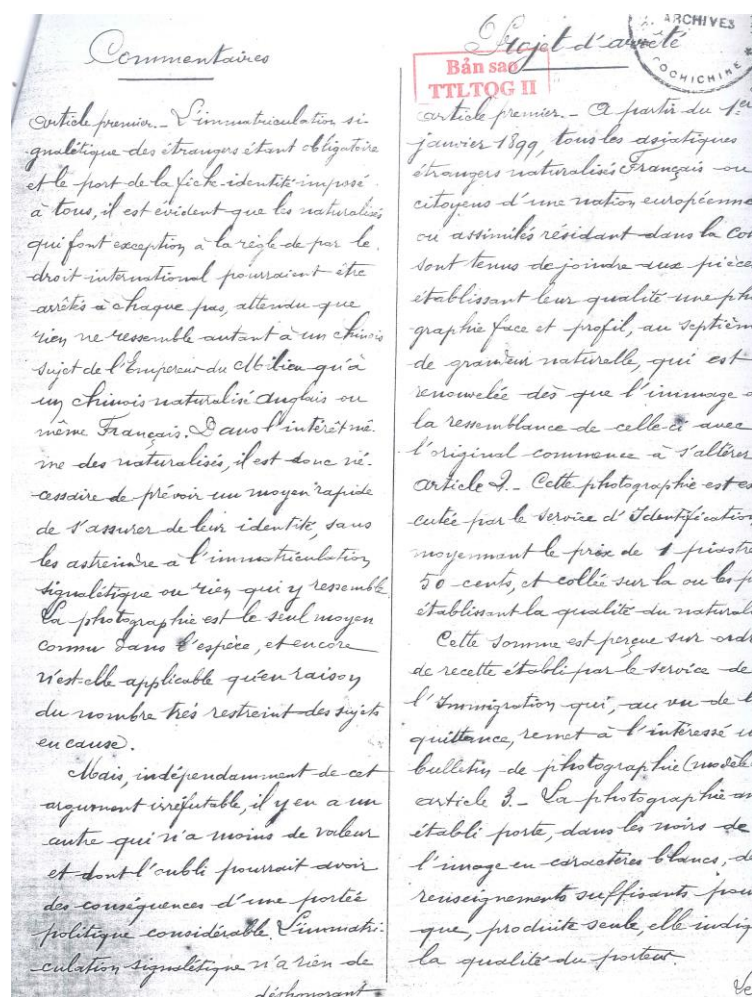 Commentaires
article premier. - L'immatriculation si-
gnalétique des étrangers étant obligatoire
et le port de la fiche-identité imposé
à tous, il est évident que les naturalisés
qui font exception à la règle de par le
droit international pourraient être
arrêtés à chaque pas, attendu que
rien ne ressemble autant à un chinois
sujet de l'Empereur du Milieu qu'à
un chinois naturalisé Anglais ou
même Français. Dans l'intérêt mê-
me des naturalisés, il est donc né-
cessaire de prévoir un moyen rapide
de s'assurer de leur identité, sans
les astreindre à l'immatriculation
signalétique ou rien qui y ressemble.
La photographie est le seul moyen
connu dans l'espèce, et encore
n'est-elle applicable qu'en raison
du nombre très restreint des sujets
en cause.
Mais, indépendamment de cet
argument irréfutable, il y en a un
autre qui n'a moins de valeur
et dont l'oubli pourrait avoir
des conséquences d'une portée
politique considérable. L'immatri-
culation signalétique n'a rien de
déshonorant
Projet d'arrêté
ARCHIVES
COCHICHINE
Bản sao
TTLTQG II
article premier. - A partir du 1er
janvier 1899, tous les asiatiques
étrangers naturalisés Français ou
citoyens d'une nation européenne
ou assimilés résidant dans la Co
sont tenus de joindre aux pièces
établissant leur qualité une pho
graphie face et profil, au septièm
de grandeur naturelle, qui est
renouvelée dès que l'immage
la ressemblance de celle-ci avec
l'original commence à s'altérer
article 2. - Cette photographie est ex
cutée par le service d'Identification
moyennant le prix de 1 piastre
50 cents, et collée sur la ou les p
établissant la qualité du naturali
Cette somme est perçue sur ord
de recette établi par le service de
l'Immigration qui, au vu de l
quittance, remet à l'intéressé u
bulletin de photographie (modèle
article 3. - La photographie ain
établi porte, dans les noirs de
l'image en caractères blancs, d
renseignements suffisants pou
que, produite seule, elle indiq
la qualité du porteur.